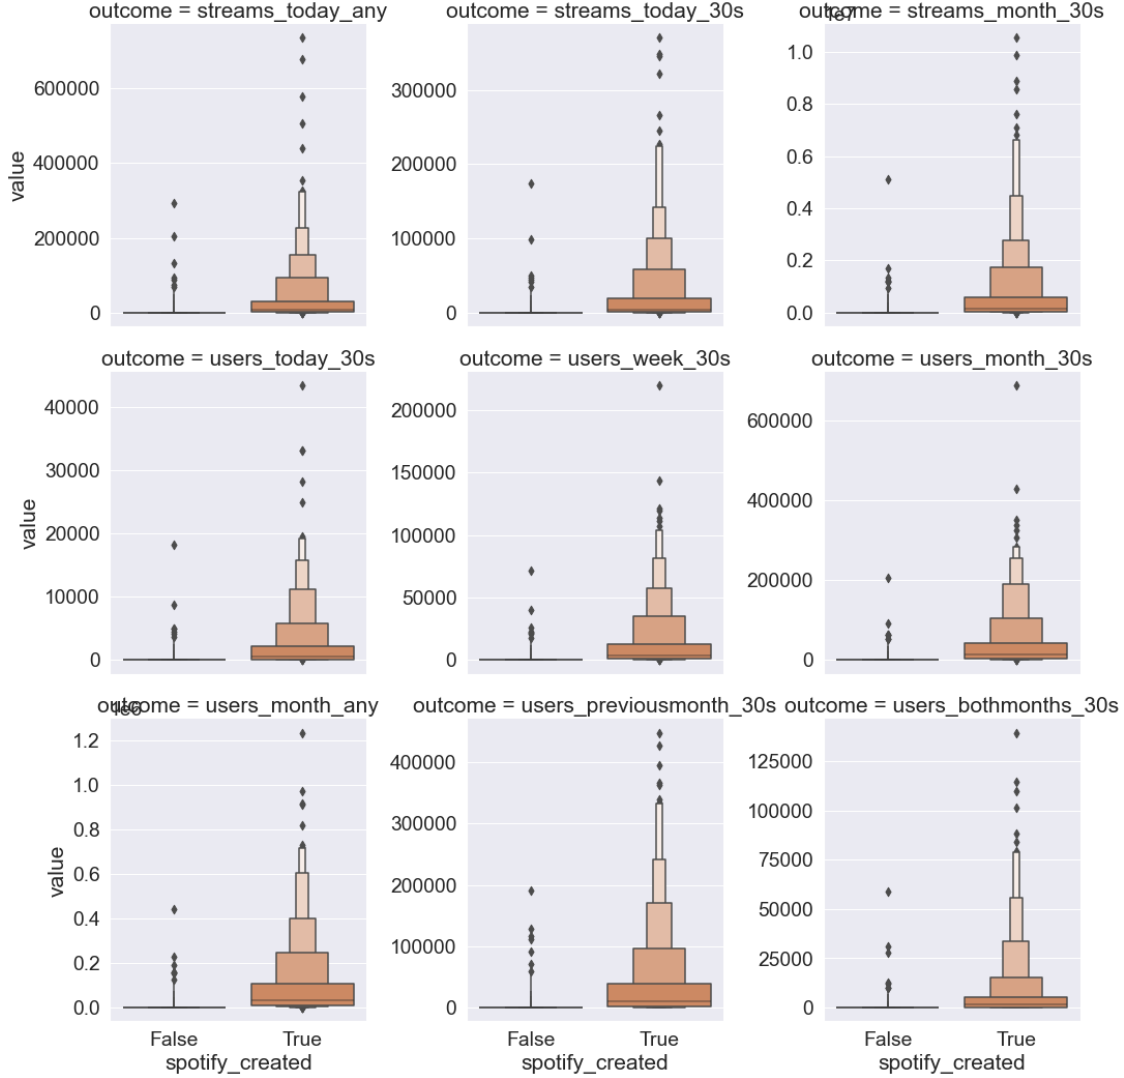 outcome = streams_today_any
outcome = streams_today_30s
outcome = streams_month_30s
1e7
value
600000
400000
200000
0
300000
200000
100000
0
1.0
0.8
0.6
0.4
0.2
0.0
outcome = users_today_30s
outcome = users_week_30s
outcome = users_month_30s
value
40000
30000
20000
10000
0
200000
150000
100000
50000
0
600000
400000
200000
0
outcome = users_month_any
outcome = users_previousmonth_30s
outcome = users_bothmonths_30s
1e6
value
1.2
1.0
0.8
0.6
0.4
0.2
0.0
400000
300000
200000
100000
0
125000
100000
75000
50000
25000
0
False
True
spotify_created
False
True
spotify_created
False
True
spotify_created